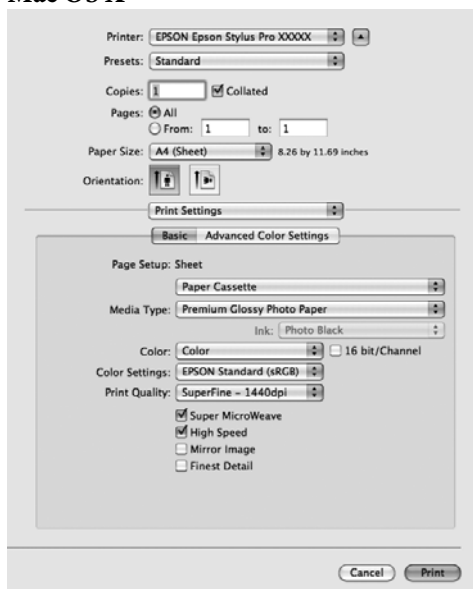 Printer: EPSON Epson Stylus Pro XXXXX
Presets: Standard
Copies: 1 Collated
Pages: All
From: 1 to: 1
Paper Size: A4 (Sheet) 8.26 by 11.69 inches
Orientation:
Print Settings
Basic Advanced Color Settings
Page Setup: Sheet
Paper Cassette
Media Type: Premium Glossy Photo Paper
Ink: Photo Black
Color: Color 16 bit/Channel
Color Settings: EPSON Standard (sRGB)
Print Quality: SuperFine - 1440dpi
Super MicroWeave
High Speed
Mirror Image
Finest Detail
Cancel Print